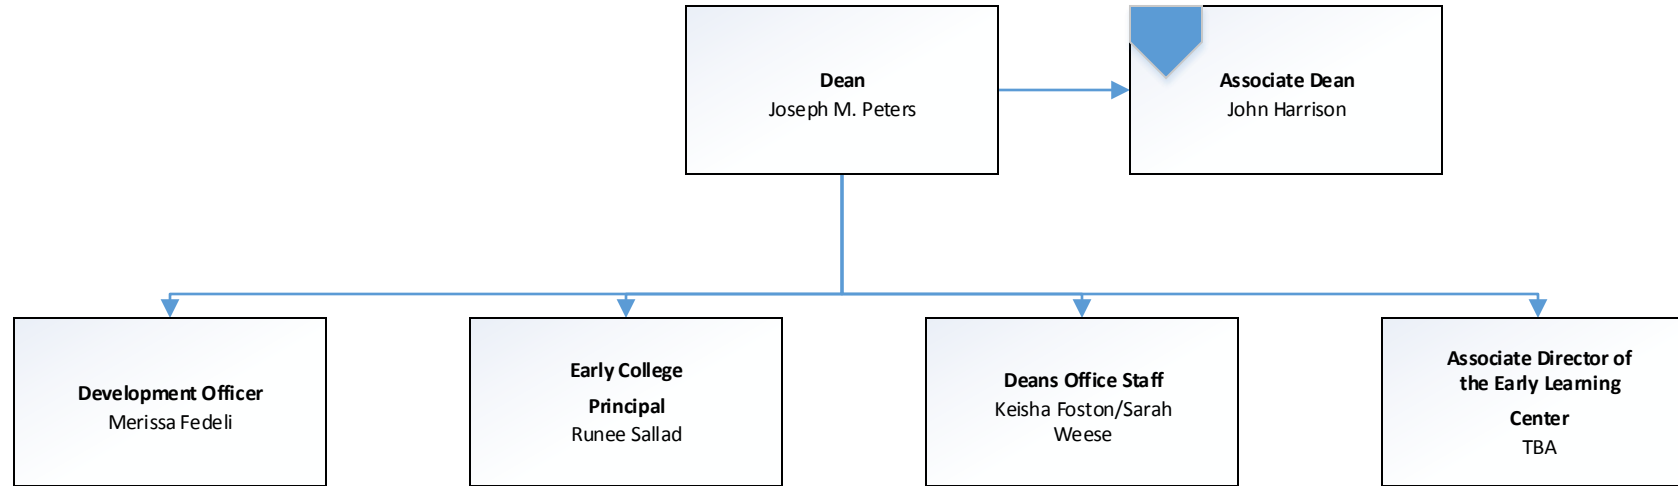 Dean
Joseph M. Peters
Associate Dean
John Harrison
Development Officer
Merissa Fedeli
Early College
Principal
Runee Sallad
Deans Office Staff
Keisha Foston/Sarah
Weese
Associate Director of
the Early Learning
Center
TBA